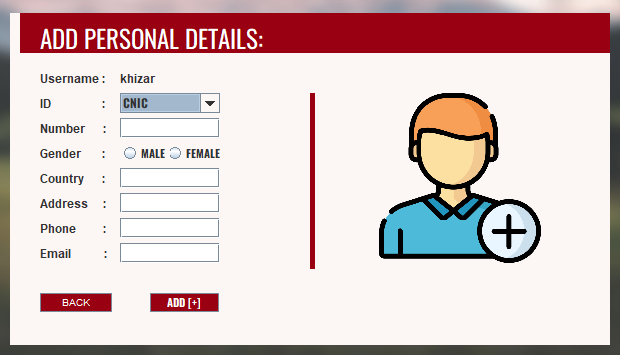 ADD PERSONAL DETAILS:
Username : khizar
ID : CNIC
Number :
Gender : MALE FEMALE
Country :
Address :
Phone :
Email :
BACK ADD [+]